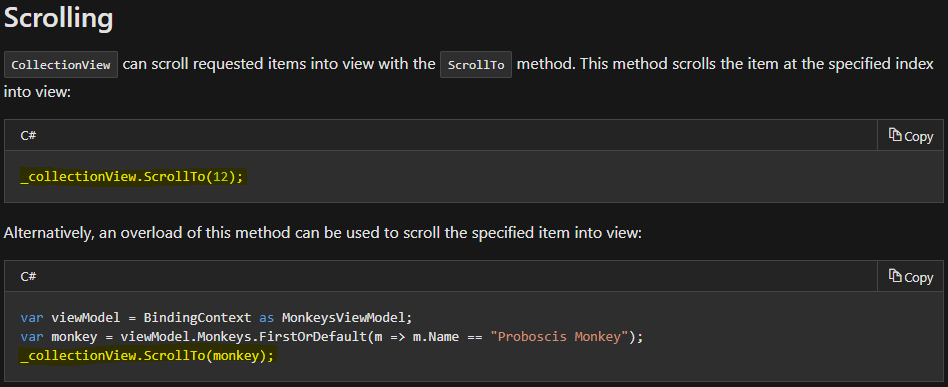 Scrolling
CollectionView can scroll requested items into view with the ScrollTo method. This method scrolls the item at the specified index
into view:
C# Copy
_collectionView.ScrollTo(12);
Alternatively, an overload of this method can be used to scroll the specified item into view:
C# Copy
var viewModel = BindingContext as MonkeysViewModel;
var monkey = viewModel.Monkeys.FirstOrDefault(m => m.Name == "Proboscis Monkey");
_collectionView.ScrollTo(monkey);